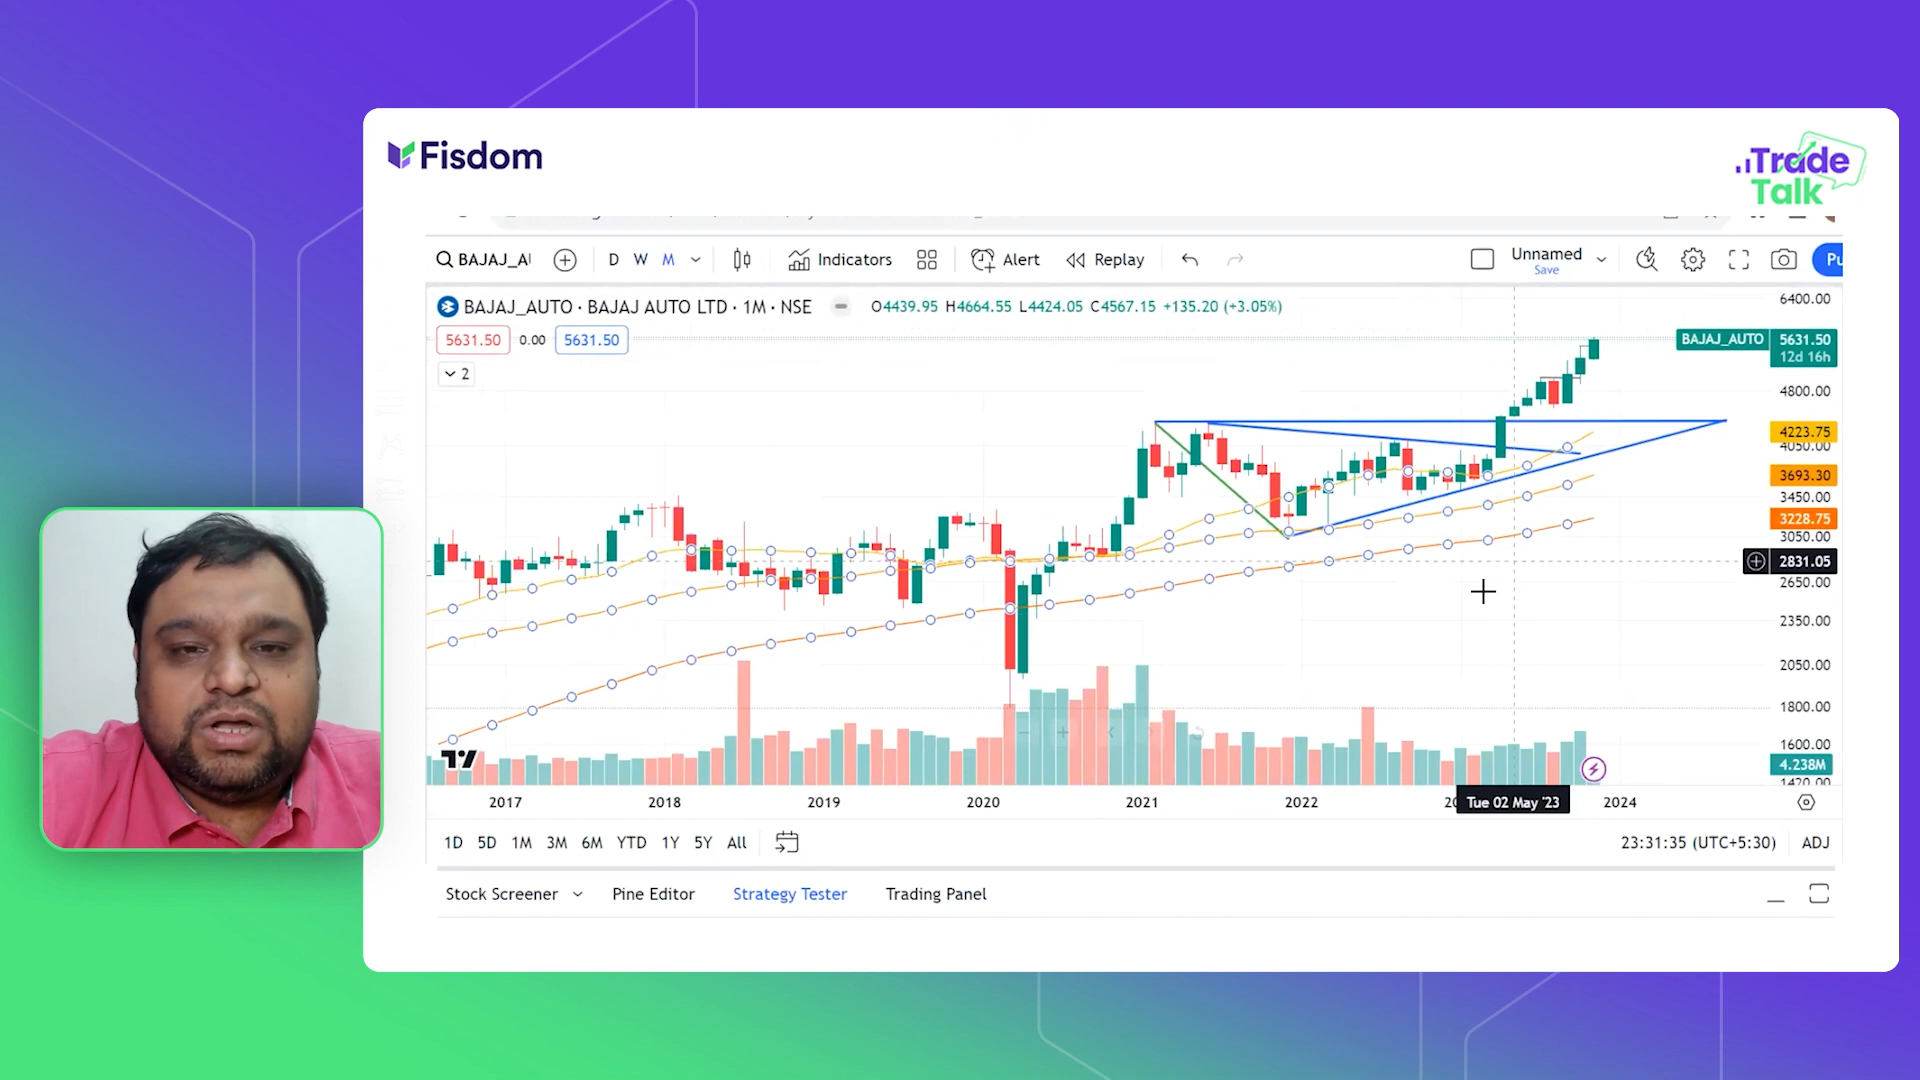 Fisdom
Trade
Talk
BAJAJ_AU
D W M
Indicators
Alert
Replay
Unnamed
Save
Pu
BAJAJ_AUTO · BAJAJ AUTO LTD · 1M · NSE
O4439.95 H4664.55 L4424.05 C4567.15 +135.20 (+3.05%)
5631.50 0.00 5631.50
2
6400.00
BAJAJ_AUTO 5631.50
12d 16h
4800.00
4223.75
4050.00
3693.30
3450.00
3228.75
3050.00
2831.05
2650.00
2350.00
2050.00
1800.00
1600.00
4.238M
1420.00
2017 2018 2019 2020 2021 2022 Tue 02 May '23 2024
1D 5D 1M 3M 6M YTD 1Y 5Y All
23:31:35 (UTC+5:30) ADJ
Stock Screener Pine Editor Strategy Tester Trading Panel